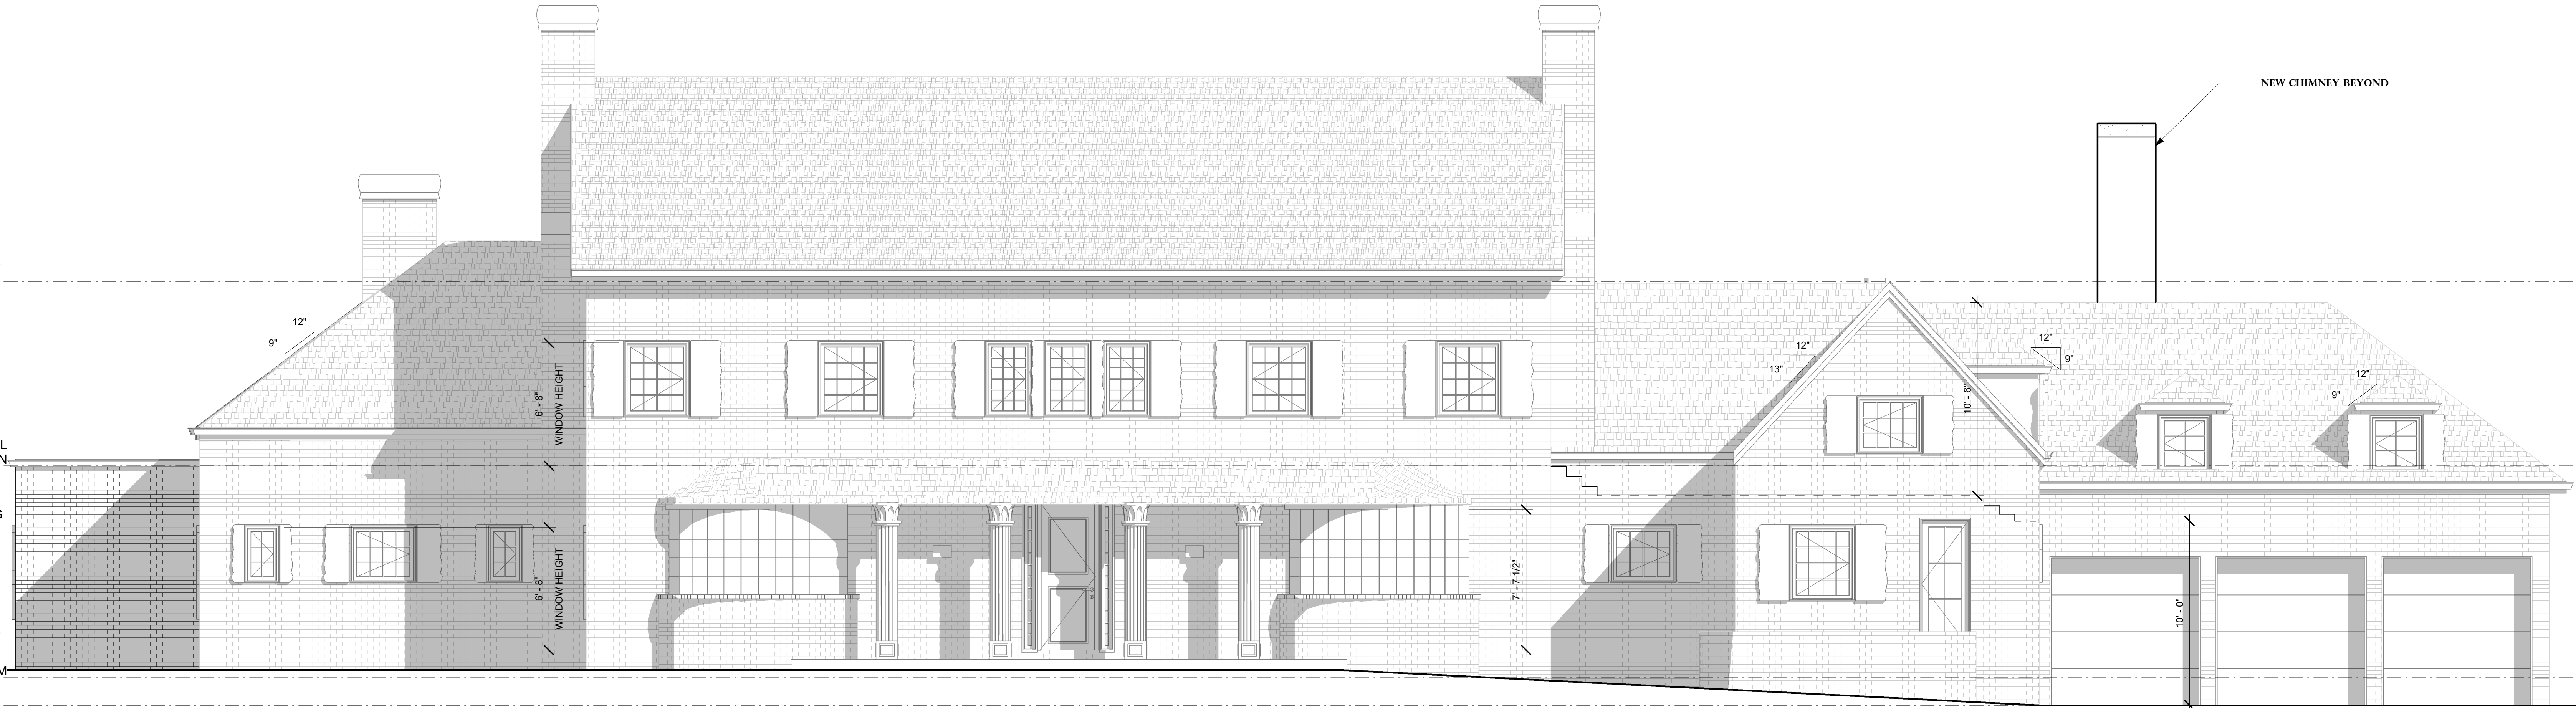 NEW CHIMNEY BEYOND
12"
9"
6' - 8"
WINDOW HEIGHT
12"
13"
10' - 6"
12"
9"
12"
9"
L
N
G
6' - 8"
WINDOW HEIGHT
7' - 7 1/2"
10' - 0"
M